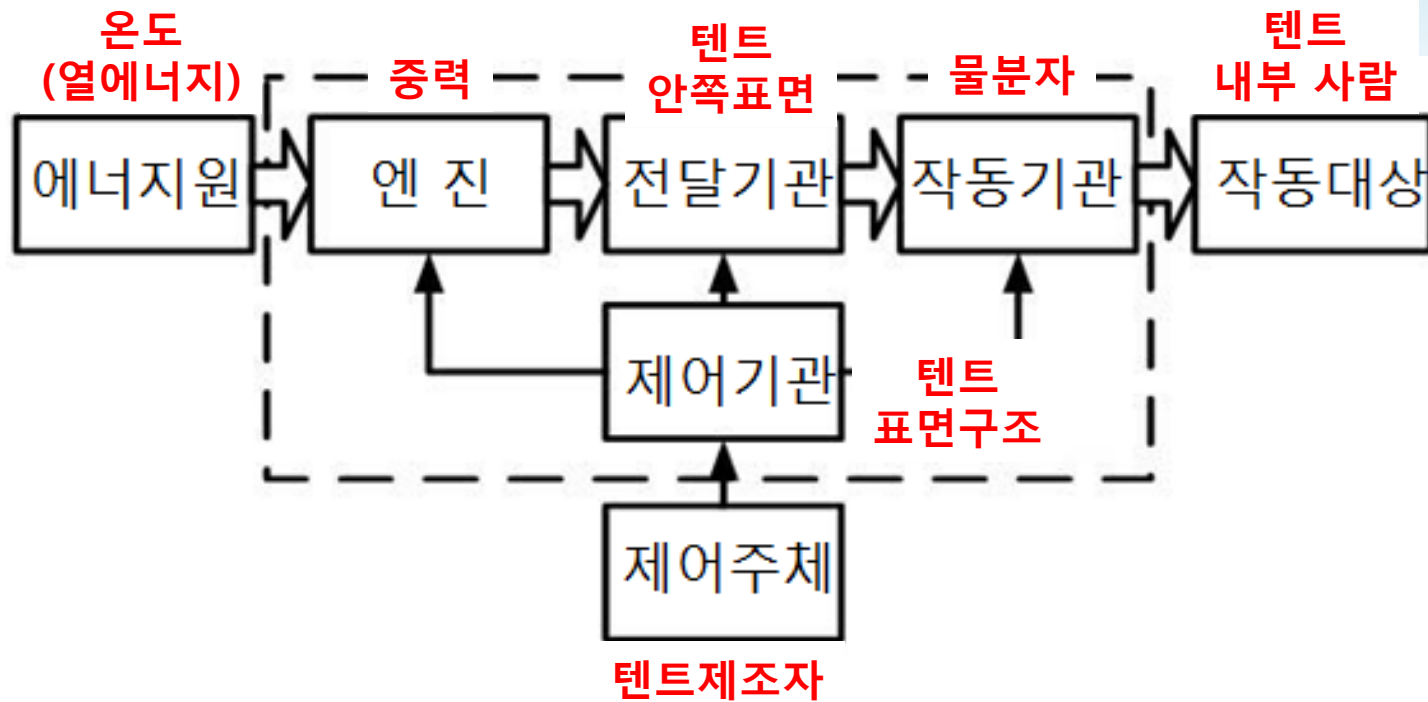 온도
(열에너지)
중력
텐트
안쪽표면
물분자
텐트
내부 사람
에너지원
엔 진
전달기관
작동기관
작동대상
제어기관
텐트
표면구조
제어주체
텐트제조자